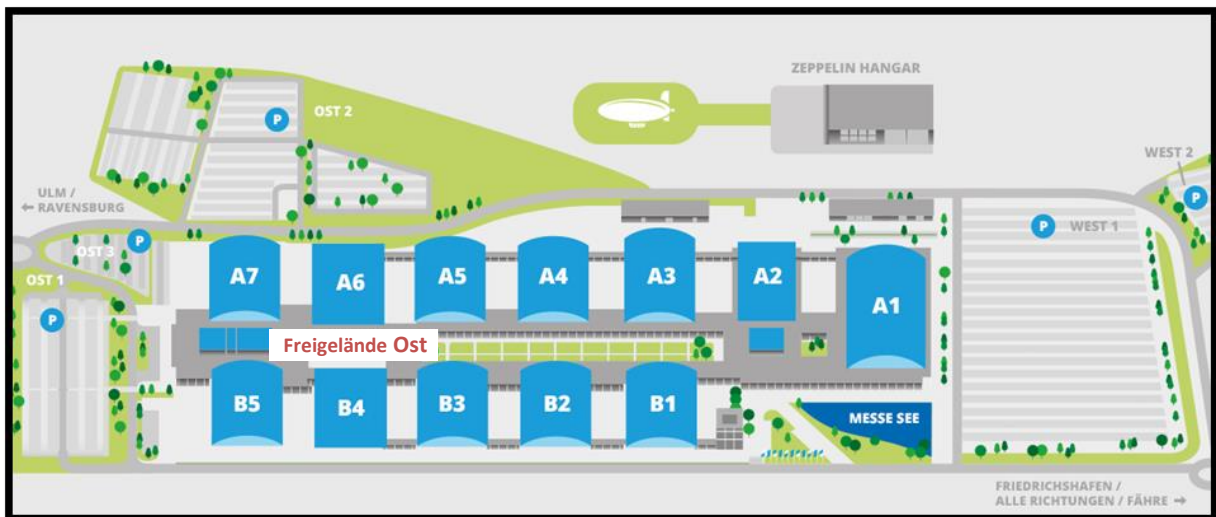 ZEPPELIN HANGAR
OST 2
P
WEST 2
P
ULM /
← RAVENSBURG
P
OST 3
P WEST 1
OST 1
P
A7
A6
A5
A4
A3
A2
A1
Freigelände Ost
B5
B4
B3
B2
B1
MESSE SEE
FRIEDRICHSHAFEN /
ALLE RICHTUNGEN / FÄHRE →